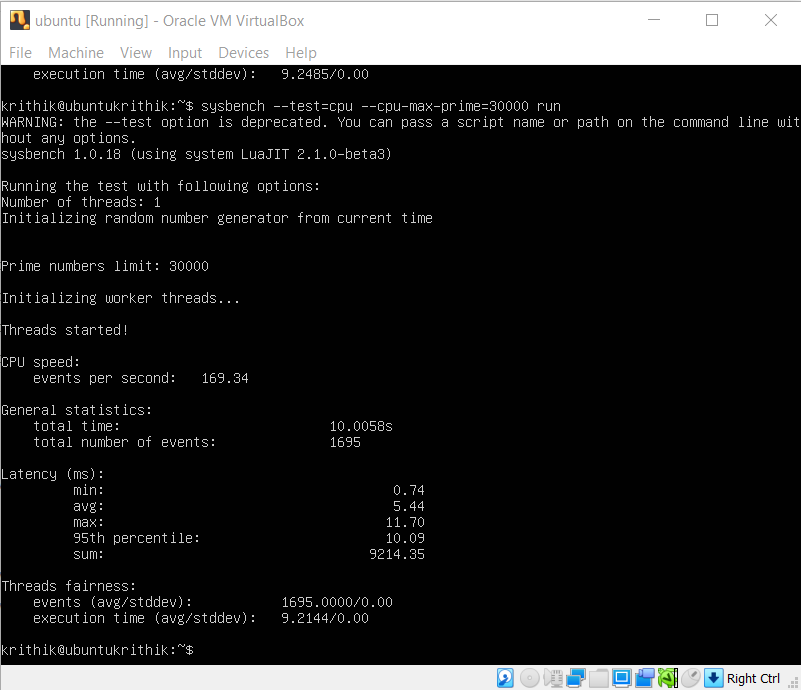 ubuntu [Running] - Oracle VM VirtualBox
File Machine View Input Devices Help
execution time (avg/stddev): 9.2485/0.00
krithik@ubuntukrithik:~$ sysbench --test=cpu --cpu-max-prime=30000 run
WARNING: the --test option is deprecated. You can pass a script name or path on the command line wit
hout any options.
sysbench 1.0.18 (using system LuaJIT 2.1.0-beta3)
Running the test with following options:
Number of threads: 1
Initializing random number generator from current time
Prime numbers limit: 30000
Initializing worker threads...
Threads started!
CPU speed:
events per second: 169.34
General statistics:
total time: 10.0058s
total number of events: 1695
Latency (ms):
min: 0.74
avg: 5.44
max: 11.70
95th percentile: 10.09
sum: 9214.35
Threads fairness:
events (avg/stddev): 1695.0000/0.00
execution time (avg/stddev): 9.2144/0.00
krithik@ubuntukrithik:~$
Right Ctrl